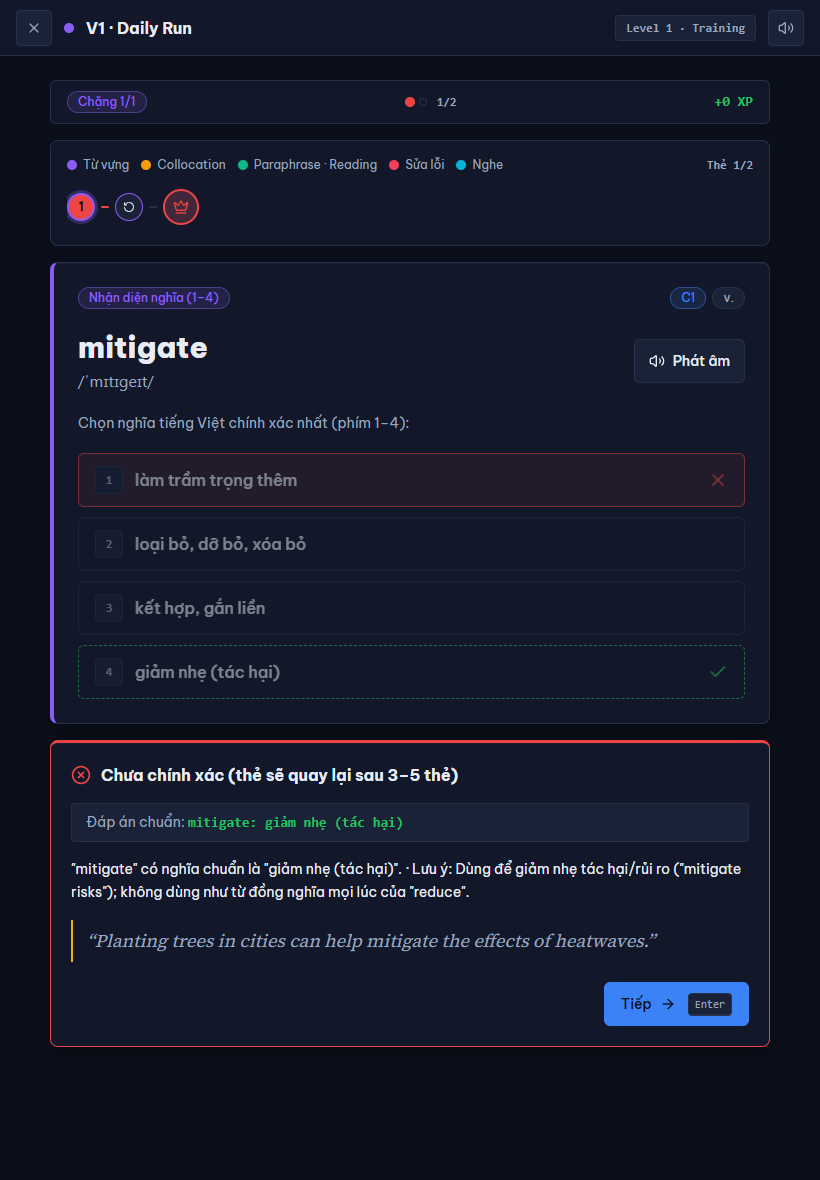 V1 · Daily Run
Level 1 · Training
Chặng 1/1
1/2
+0 XP
Từ vựng
Collocation
Paraphrase · Reading
Sửa lỗi
Nghe
Thẻ 1/2
1
Nhận diện nghĩa (1–4)
C1
v.
mitigate
/ˈmɪtɪɡeɪt/
Phát âm
Chọn nghĩa tiếng Việt chính xác nhất (phím 1–4):
1 làm trầm trọng thêm
2 loại bỏ, dỡ bỏ, xóa bỏ
3 kết hợp, gắn liền
4 giảm nhẹ (tác hại)
Chưa chính xác (thẻ sẽ quay lại sau 3–5 thẻ)
Đáp án chuẩn: mitigate: giảm nhẹ (tác hại)
"mitigate" có nghĩa chuẩn là "giảm nhẹ (tác hại)". · Lưu ý: Dùng để giảm nhẹ tác hại/rủi ro ("mitigate
risks"); không dùng như từ đồng nghĩa mọi lúc của "reduce".
“Planting trees in cities can help mitigate the effects of heatwaves.”
Tiếp → Enter